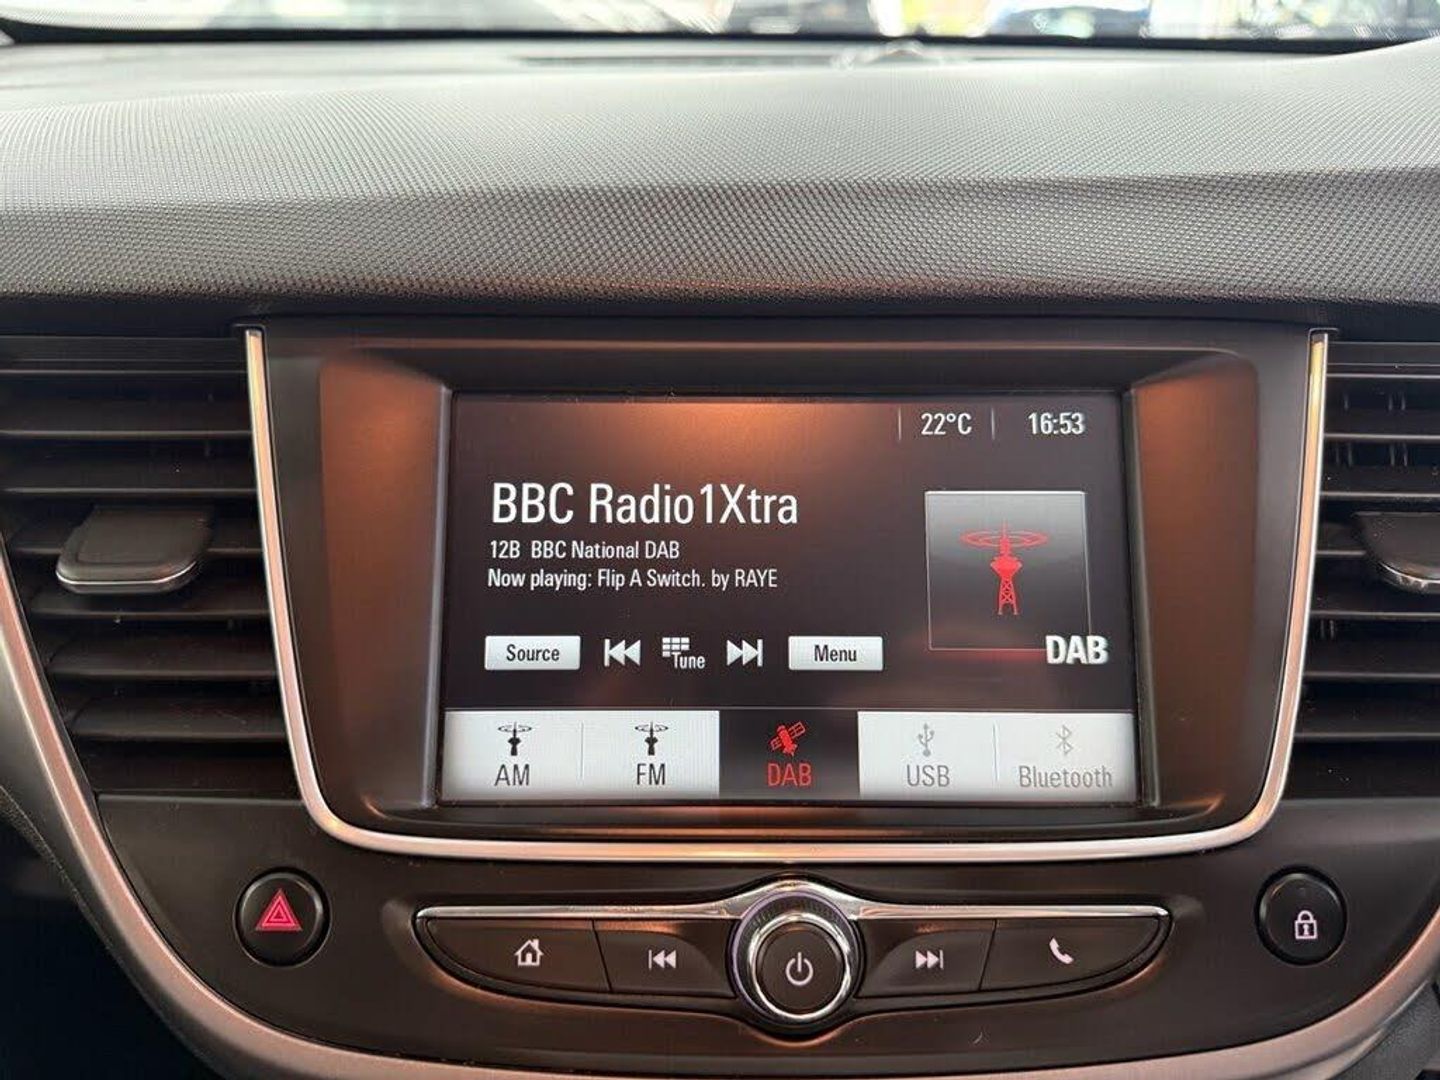 22°C 16:53
BBC Radio1Xtra
12B BBC National DAB
Now playing: Flip A Switch. by RAYE
DAB
Source Tune Menu
AM FM DAB USB Bluetooth